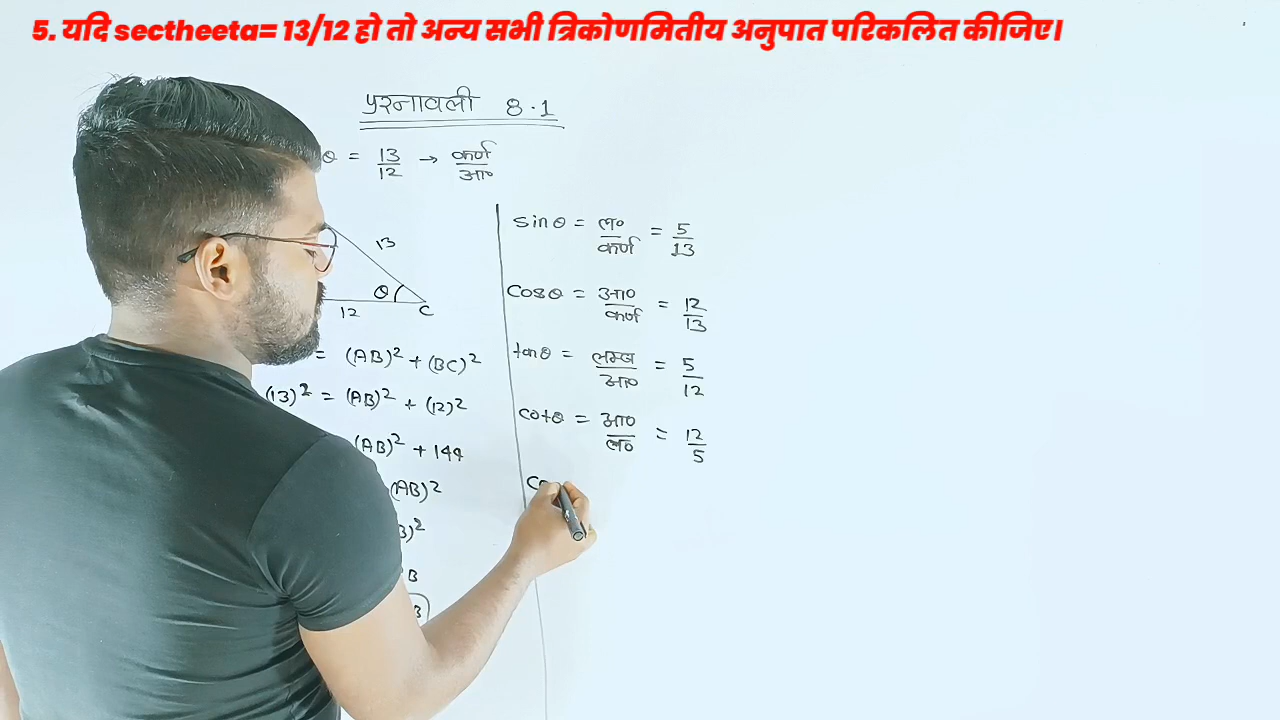 5. यदि sectheeta= 13/12 हो तो अन्य सभी त्रिकोणमितीय अनुपात परिकलित कीजिए।
प्रश्नावली 8.1
θ = 13/12 → कर्ण/आ०
13
θ
12
C
= (AB)² + (BC)²
(13)² = (AB)² + (12)²
(AB)² + 144
(AB)²
B)²
B
B
sinθ = ल०/कर्ण = 5/13
cosθ = आ०/कर्ण = 12/13
tanθ = लम्ब/आ० = 5/12
cotθ = आ०/ल० = 12/5
co